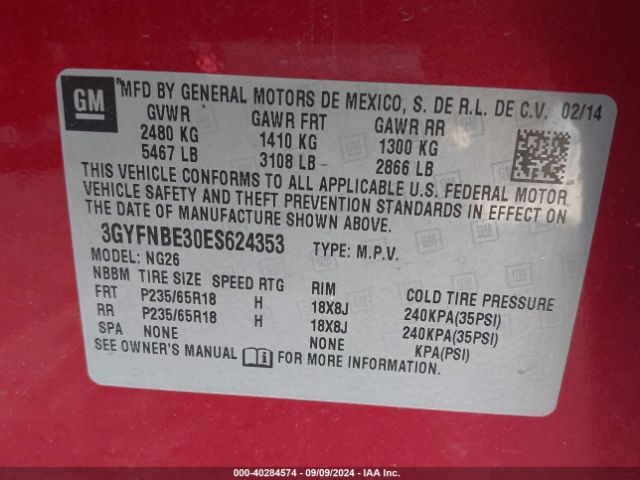 GM
MFD BY GENERAL MOTORS DE MEXICO, S. DE R.L. DE C.V. 02/14
GVWR GAWR FRT GAWR RR
2480 KG 1410 KG 1300 KG
5467 LB 3108 LB 2866 LB
THIS VEHICLE CONFORMS TO ALL APPLICABLE U.S. FEDERAL MOTOR
VEHICLE SAFETY AND THEFT PREVENTION STANDARDS IN EFFECT ON
THE DATE OF MANUFACTURE SHOWN ABOVE.
3GYFNBE30ES624353 TYPE: M.P.V.
MODEL: NG26
NBBM TIRE SIZE SPEED RTG RIM COLD TIRE PRESSURE
FRT P235/65R18 H 18X8J 240KPA(35PSI)
RR P235/65R18 H 18X8J 240KPA(35PSI)
SPA NONE NONE KPA(PSI)
SEE OWNER'S MANUAL i FOR MORE INFORMATION.
000-40284574 | 09/09/2024 - IAA Inc.